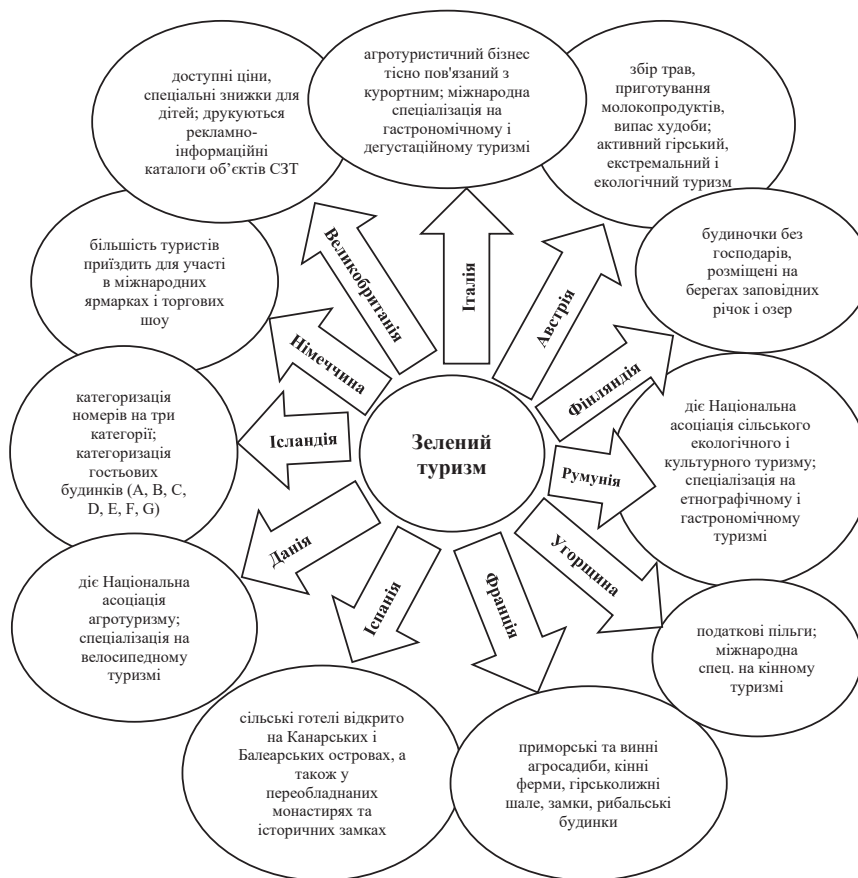 агротуристичний бізнес
тісно пов'язаний з
курортним; міжнародна
спеціалізація на
гастрономічному і
дегустаційному туризмі
доступні ціни,
спеціальні знижки для
дітей; друкуються
рекламно-
інформаційні
каталоги об’єктів СЗТ
збір трав,
приготування
молокопродуктів,
випас худоби;
активний гірський,
екстремальний і
екологічний туризм
більшість туристів
приїздить для участі
в міжнародних
ярмарках і торгових
шоу
будиночки без
господарів,
розміщені на
берегах заповідних
річок і озер
Великобританія
Італія
Австрія
Німеччина
Фінляндія
категоризація
номерів на три
категорії;
категоризація
гостьових
будинків (A, B, C,
D, E, F, G)
Ісландія
Зелений
туризм
Румунія
діє Національна
асоціація сільського
екологічного і
культурного туризму;
спеціалізація на
етнографічному і
гастрономічному
туризмі
Данія
Іспанія
Франція
Угорщина
діє Національна
асоціація
агротуризму;
спеціалізація на
велосипедному
туризмі
податкові пільги;
міжнародна
спец. на кінному
туризмі
сільські готелі відкрито
на Канарських і
Балеарських островах, а
також у
переобладнаних
монастирях та
історичних замках
приморські та винні
агросадиби, кінні
ферми, гірськолижні
шале, замки, рибальські
будинки